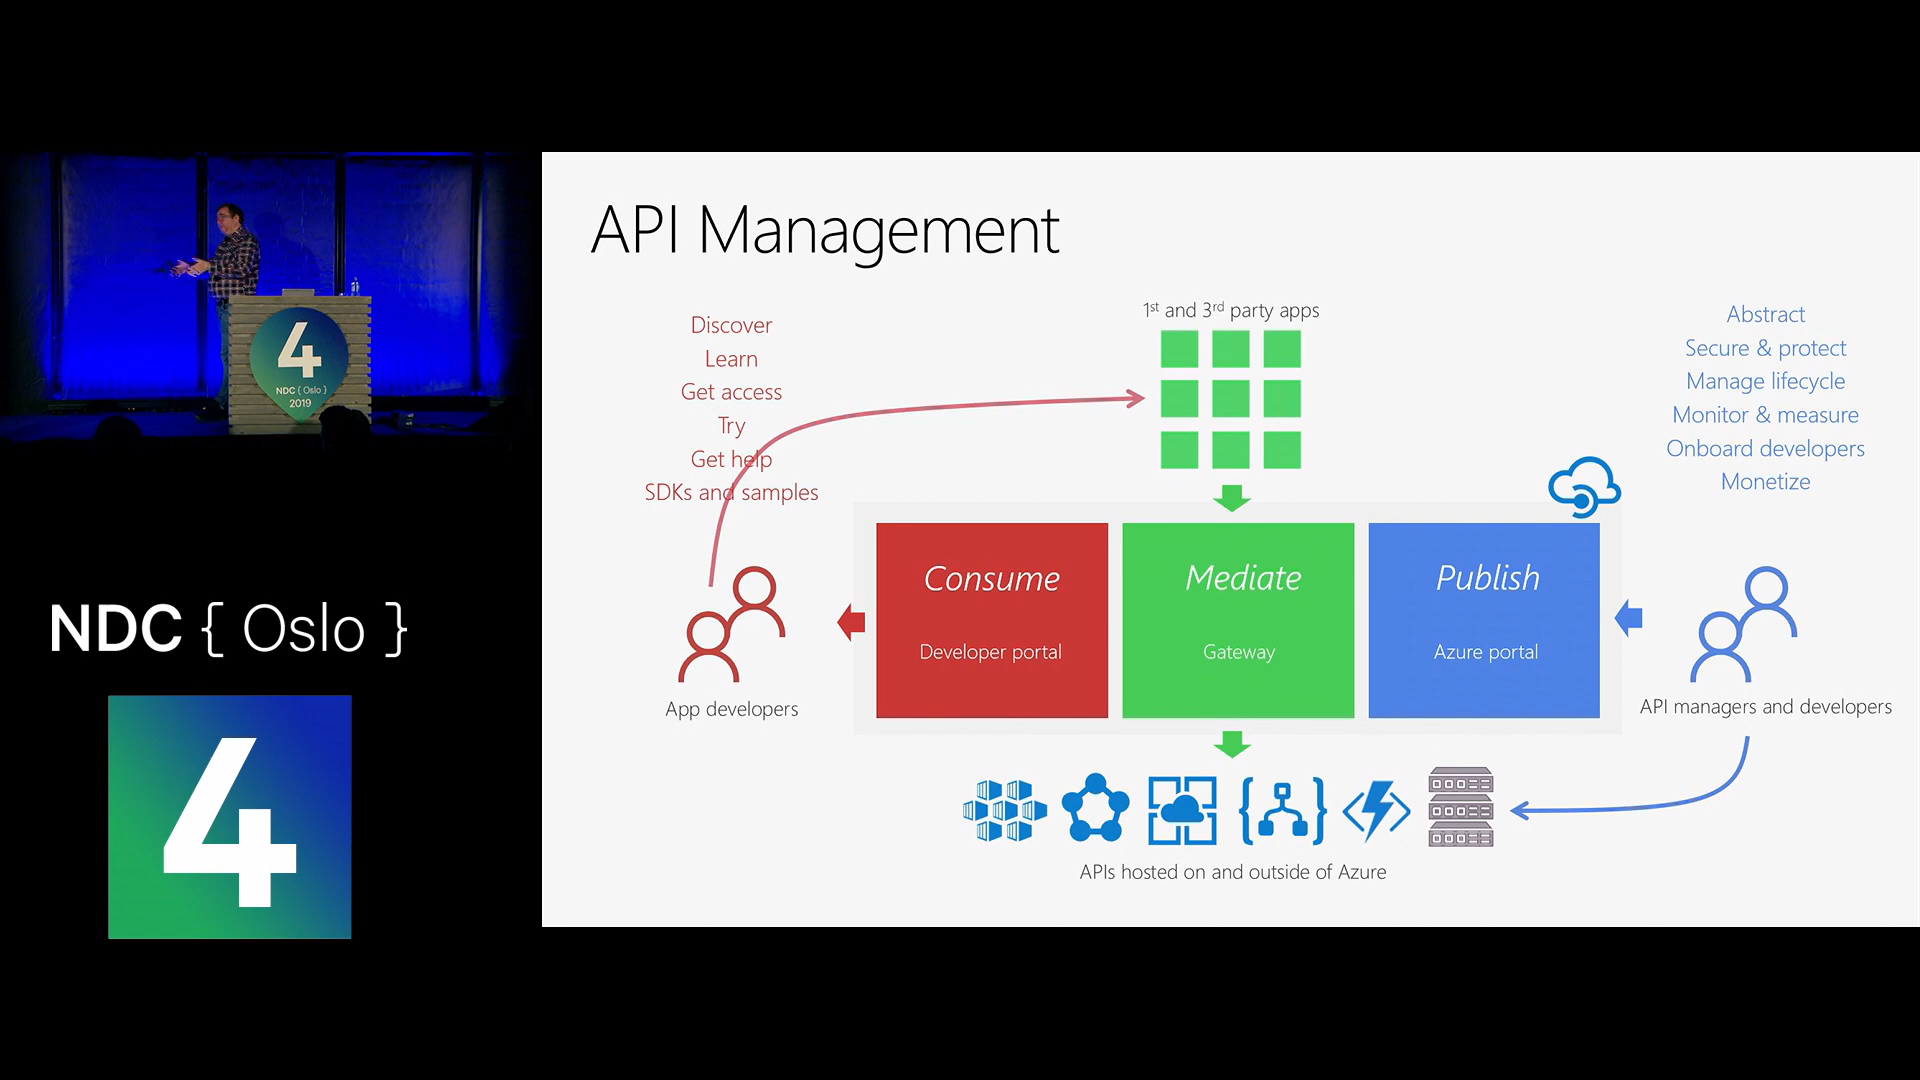 API Management
Discover
Learn
Get access
Try
Get help
SDKs and samples
1st and 3rd party apps
Abstract
Secure & protect
Manage lifecycle
Monitor & measure
Onboard developers
Monetize
Consume
Developer portal
Mediate
Gateway
Publish
Azure portal
App developers
API managers and developers
APIs hosted on and outside of Azure
4
NDC { Oslo }
2019
NDC { Oslo }
4